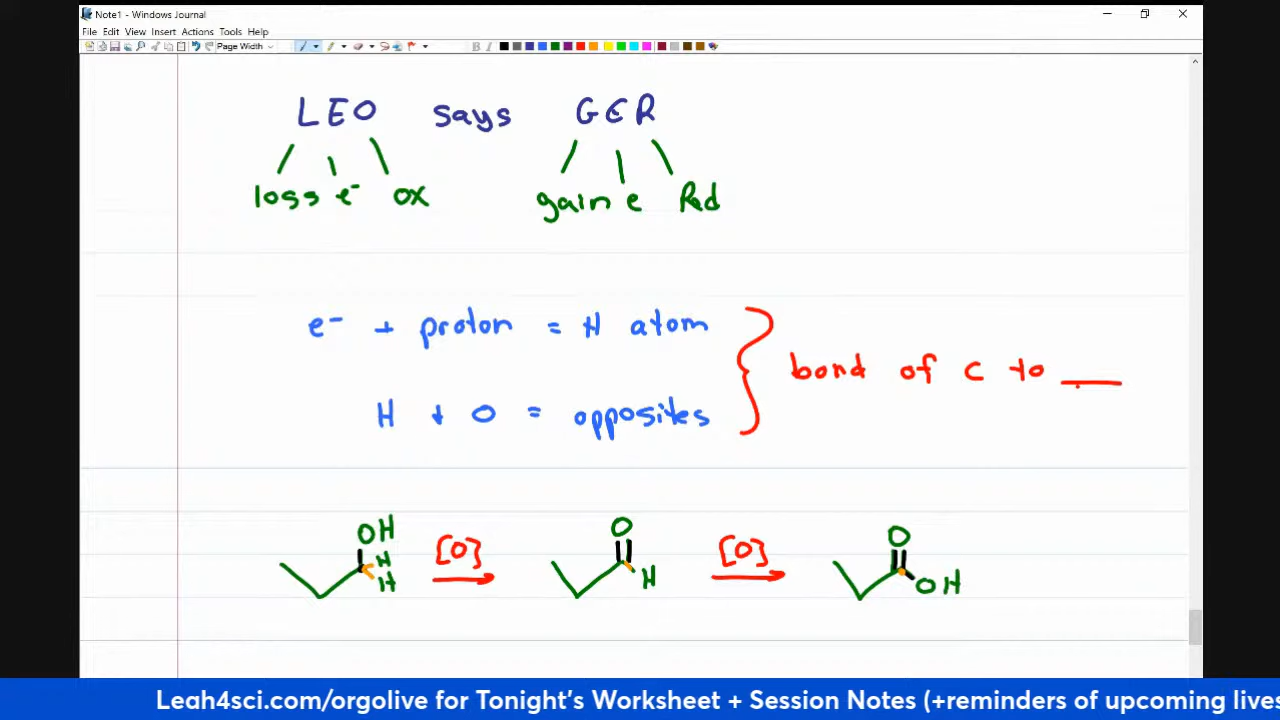 Note1 - Windows Journal
File Edit View Insert Actions Tools Help
Page Width B I
LEO says GER
loss e⁻ ox gain e Red
e⁻ + proton = H atom
H + O = opposites
bond of C to ___
OH
H
H
[O]
O
H
[O]
O
OH
Leah4sci.com/orgolive for Tonight's Worksheet + Session Notes (+reminders of upcoming lives